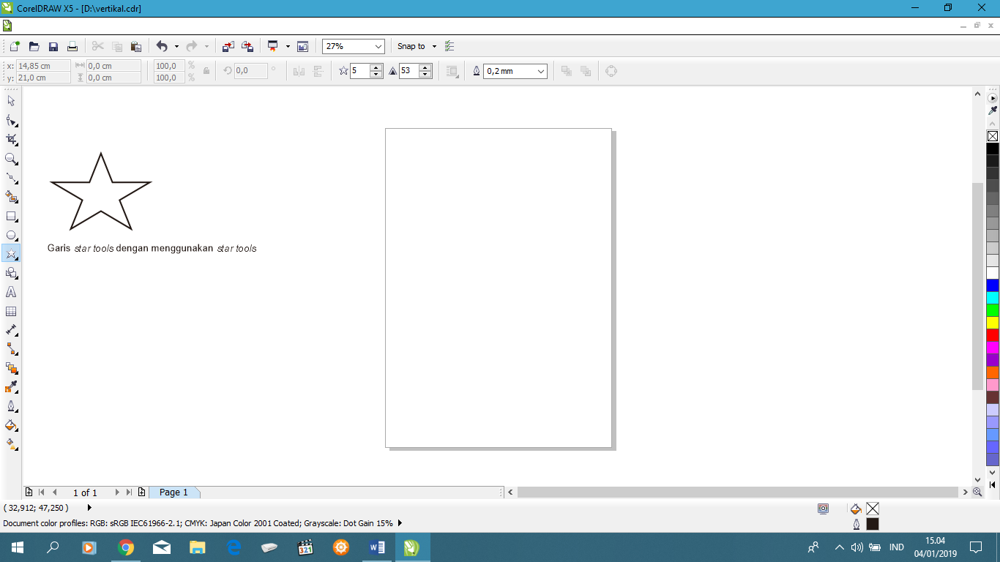 CorelDRAW X5 - [D:\vertikal.cdr]
27%
Snap to
x: 14,85 cm
y: 21,0 cm
0,0 cm
0,0 cm
100,0 %
100,0 %
0,0 °
5
53
0,2 mm
Garis star tools dengan menggunakan star tools
1 of 1
Page 1
( 32,912; 47,250 )
Document color profiles: RGB: sRGB IEC61966-2.1; CMYK: Japan Color 2001 Coated; Grayscale: Dot Gain 15%
321
IND
15.04
04/01/2019